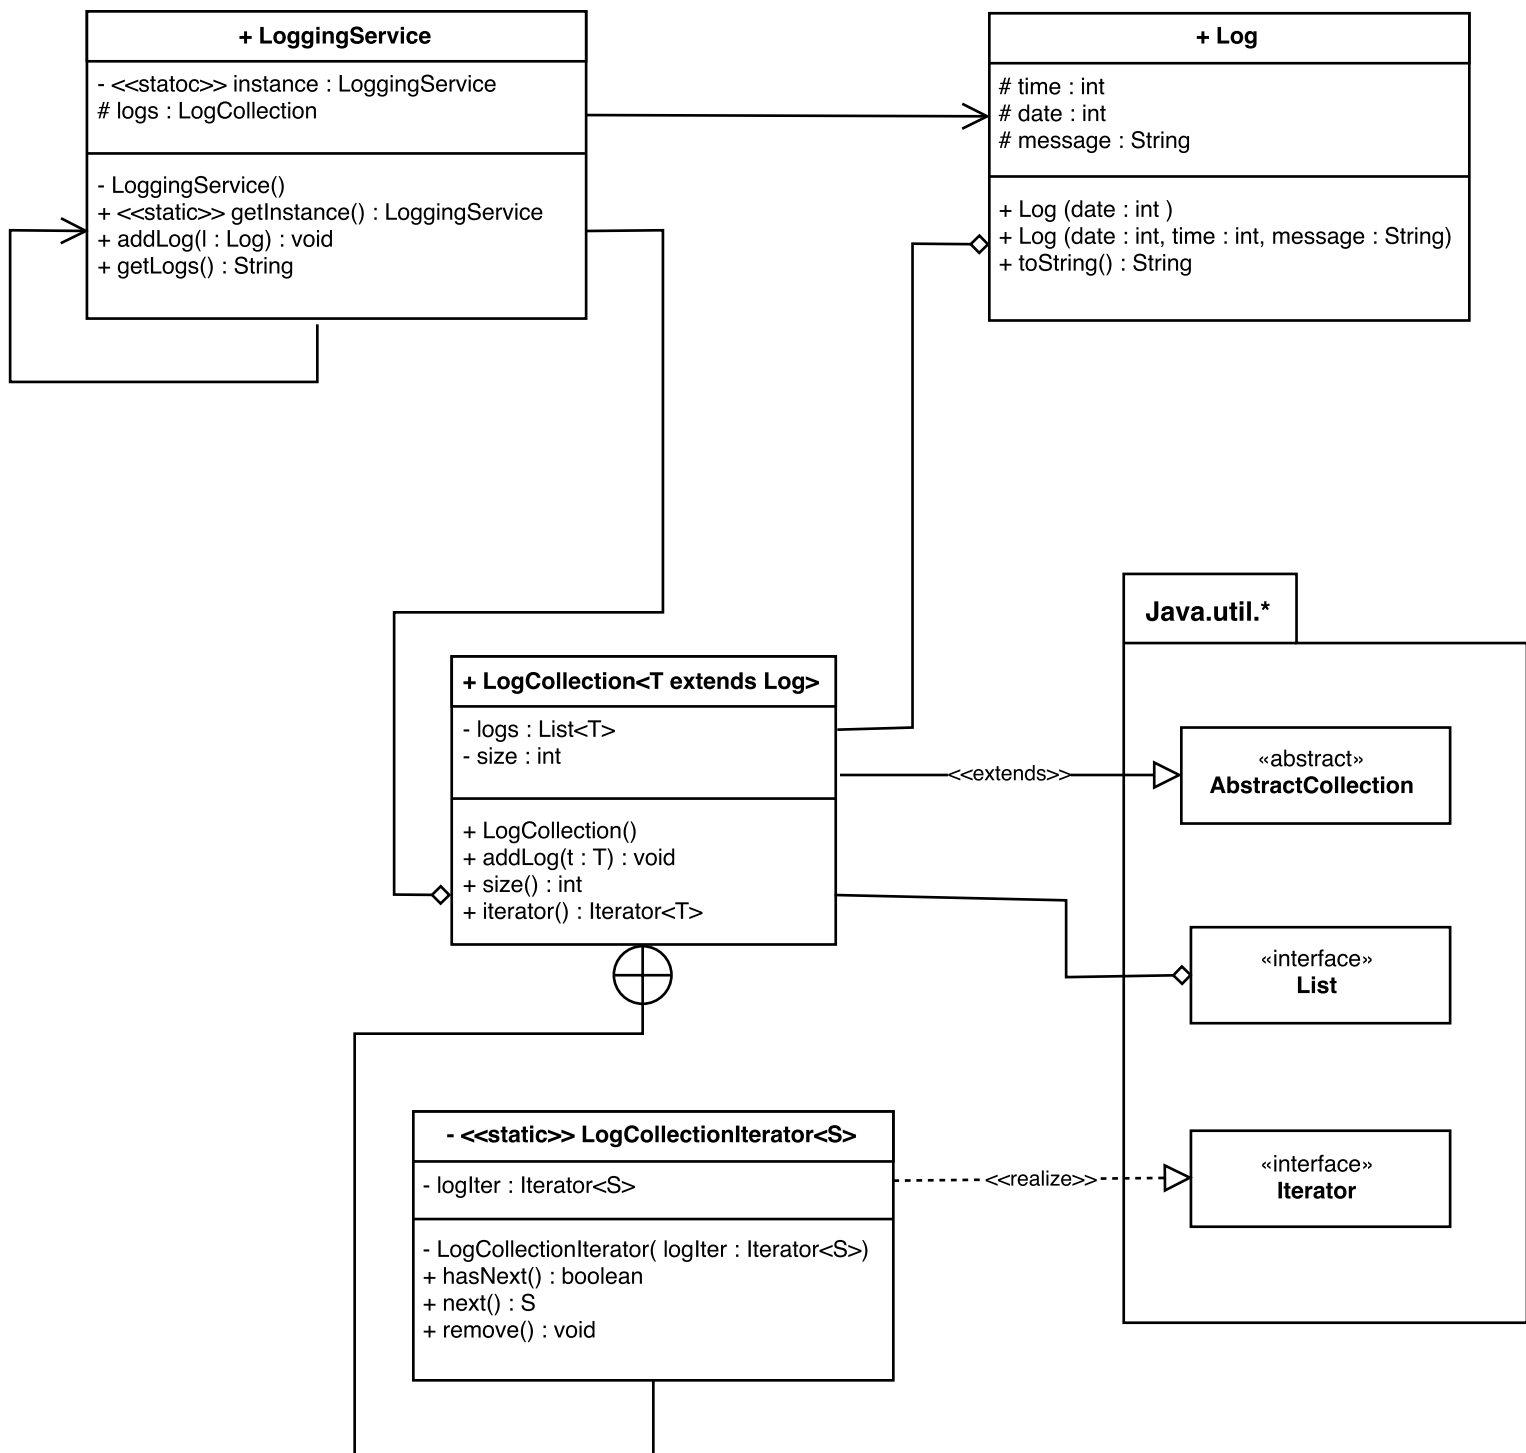 + LoggingService
- <<statoc>> instance : LoggingService
# logs : LogCollection
- LoggingService()
+ <<static>> getInstance() : LoggingService
+ addLog(l : Log) : void
+ getLogs() : String
+ Log
# time : int
# date : int
# message : String
+ Log (date : int )
+ Log (date : int, time : int, message : String)
+ toString() : String
+ LogCollection<T extends Log>
- logs : List<T>
- size : int
+ LogCollection()
+ addLog(t : T) : void
+ size() : int
+ iterator() : Iterator<T>
<<extends>>
Java.util.*
«abstract»
AbstractCollection
«interface»
List
«interface»
Iterator
- <<static>> LogCollectionIterator<S>
- logIter : Iterator<S>
- LogCollectionIterator( logIter : Iterator<S>)
+ hasNext() : boolean
+ next() : S
+ remove() : void
<<realize>>